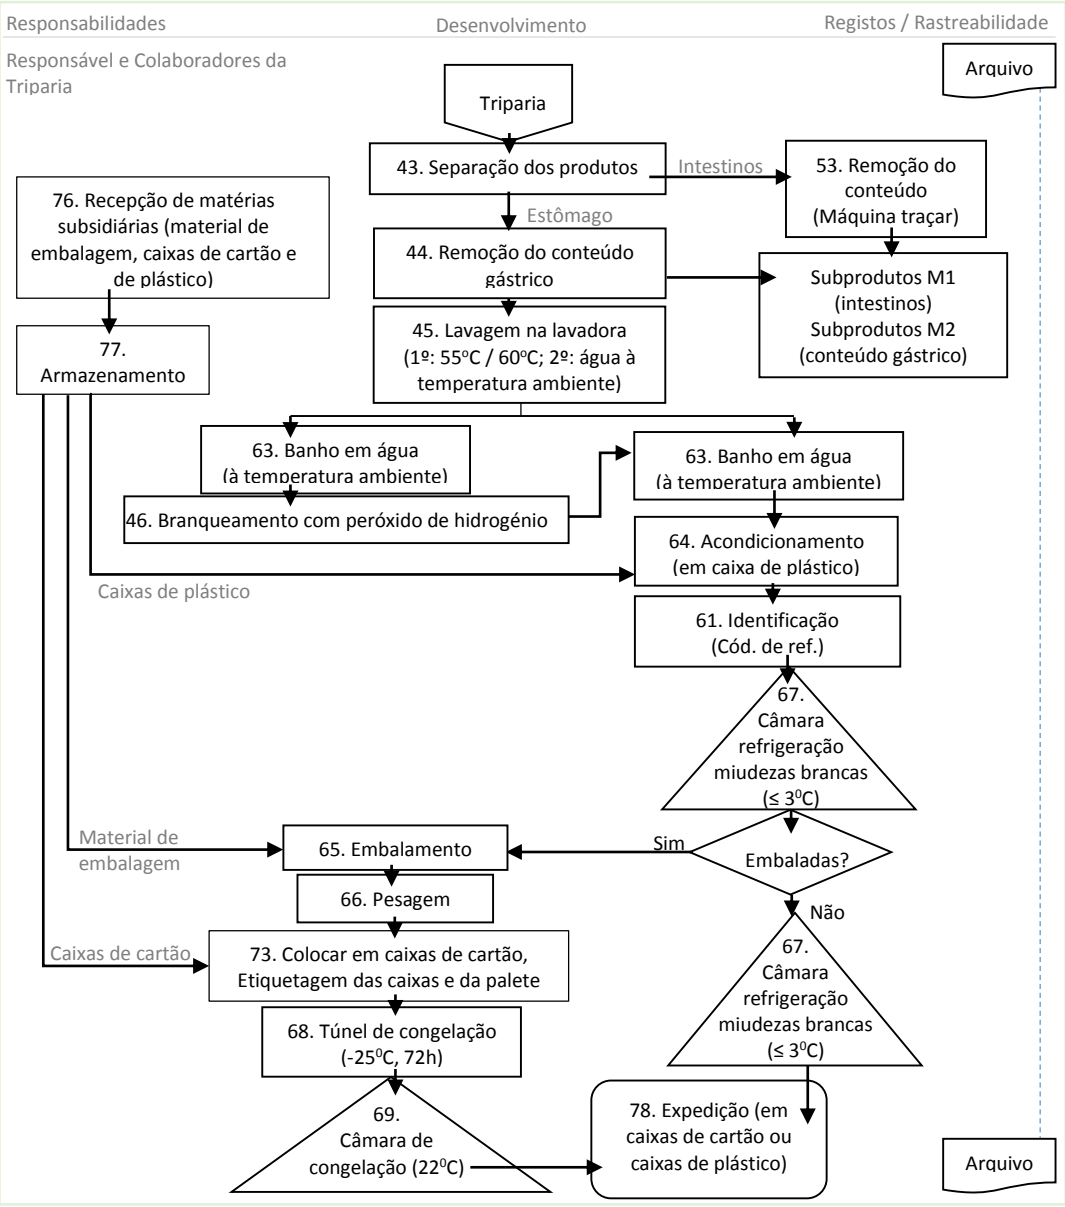 Responsabilidades
Desenvolvimento
Registos / Rastreabilidade
Responsável e Colaboradores da
Triparia
Arquivo
Triparia
43. Separação dos produtos
Intestinos
53. Remoção do
conteúdo
(Máquina traçar)
76. Recepção de matérias
subsidiárias (material de
embalagem, caixas de cartão e
de plástico)
Estômago
44. Remoção do conteúdo
gástrico
Subprodutos M1
(intestinos)
Subprodutos M2
(conteúdo gástrico)
45. Lavagem na lavadora
(1º: 55ºC / 60ºC; 2º: água à
temperatura ambiente)
77.
Armazenamento
63. Banho em água
(à temperatura ambiente)
63. Banho em água
(à temperatura ambiente)
46. Branqueamento com peróxido de hidrogénio
64. Acondicionamento
(em caixa de plástico)
Caixas de plástico
61. Identificação
(Cód. de ref.)
67.
Câmara
refrigeração
miudezas brancas
(≤ 3⁰C)
Material de
embalagem
65. Embalamento
Sim
Embaladas?
66. Pesagem
Não
Caixas de cartão
73. Colocar em caixas de cartão,
Etiquetagem das caixas e da palete
67.
Câmara
refrigeração
miudezas brancas
(≤ 3⁰C)
68. Túnel de congelação
(-25⁰C, 72h)
69.
Câmara de
congelação (22⁰C)
78. Expedição (em
caixas de cartão ou
caixas de plástico)
Arquivo